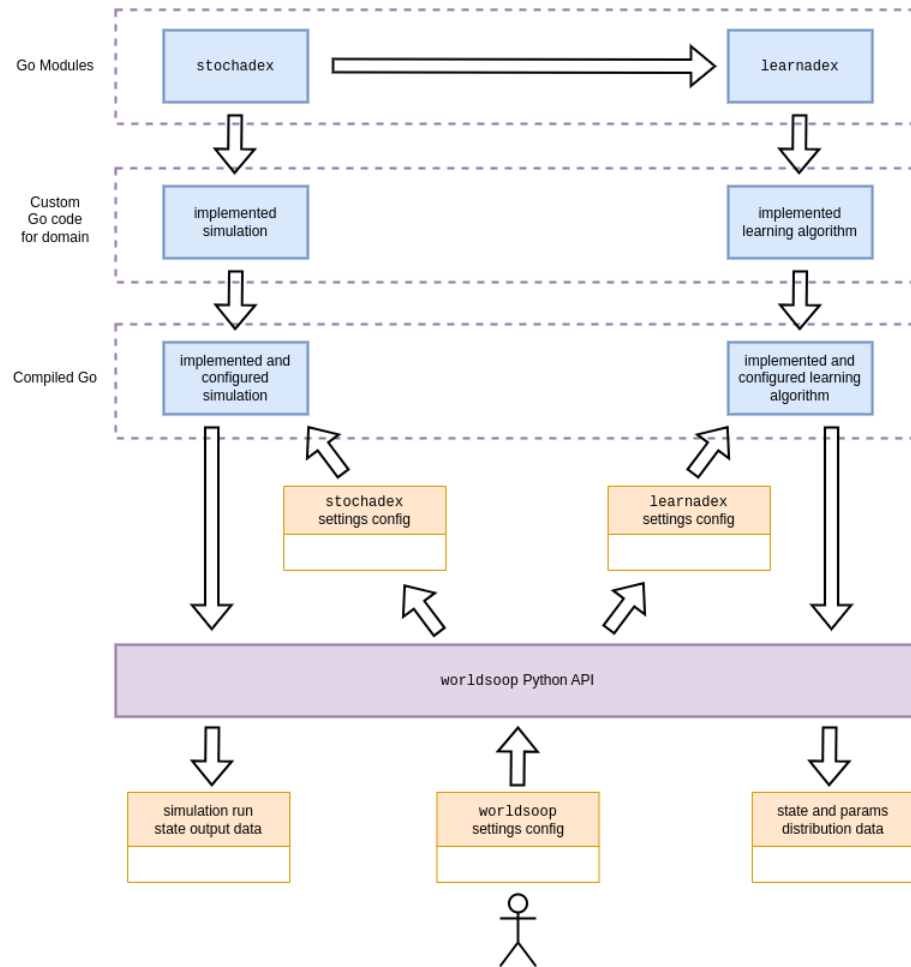 Go Modules
stochadex
learnadex
Custom
Go code
for domain
implemented
simulation
implemented
learning algorithm
Compiled Go
implemented and
configured
simulation
implemented and
configured learning
algorithm
stochadex
settings config
learnadex
settings config
worldsoop Python API
simulation run
state output data
worldsoop
settings config
state and params
distribution data